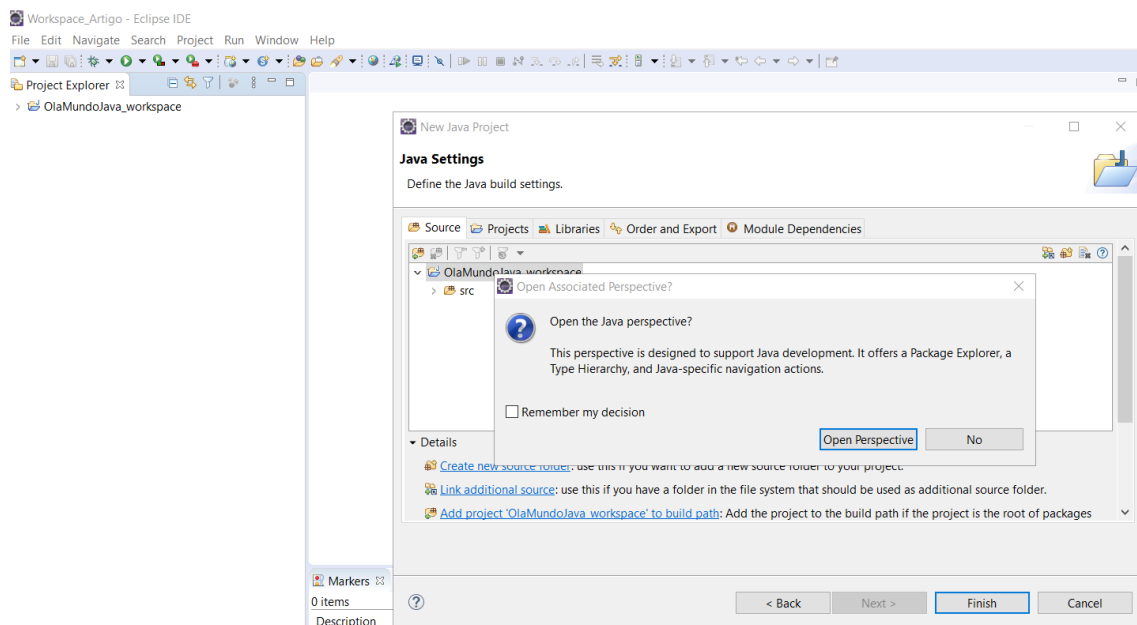 Workspace_Artigo - Eclipse IDE
File Edit Navigate Search Project Run Window Help
Project Explorer
OlaMundoJava_workspace
New Java Project
Java Settings
Define the Java build settings.
Source Projects Libraries Order and Export Module Dependencies
OlaMundoJava_workspace
src
Open Associated Perspective?
Open the Java perspective?
This perspective is designed to support Java development. It offers a Package Explorer, a
Type Hierarchy, and Java-specific navigation actions.
Remember my decision
Open Perspective No
Details
Create new source folder: use this if you want to add a new source folder to your project.
Link additional source: use this if you have a folder in the file system that should be used as additional source folder.
Add project 'OlaMundoJava_workspace' to build path: Add the project to the build path if the project is the root of packages
Markers
0 items
Description
< Back Next > Finish Cancel